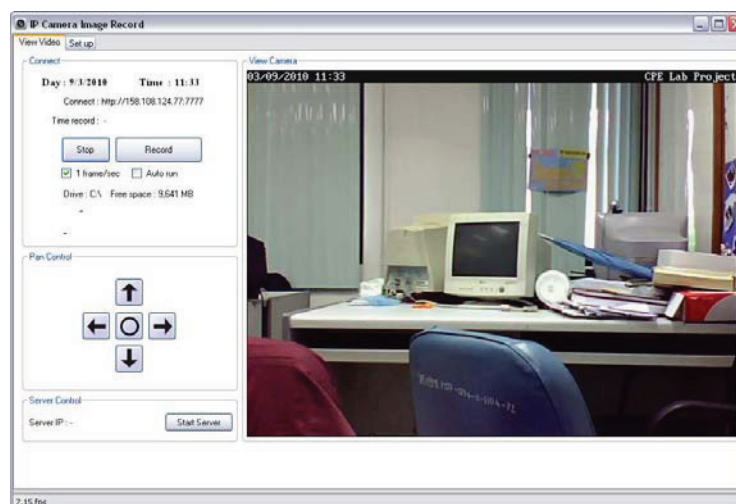 IP Camera Image Record
View Video Set up
Connect
Day : 9/3/2010 Time : 11:33
Connect : http://158.108.124.77:7777
Time record : -
Stop Record
1 frame/sec Auto run
Drive : C:\ Free space : 9,641 MB
-
-
Pan Control
Server Control
Server IP : - Start Server
View Camera
03/09/2010 11:33 CPE Lab Project
7.15 fps